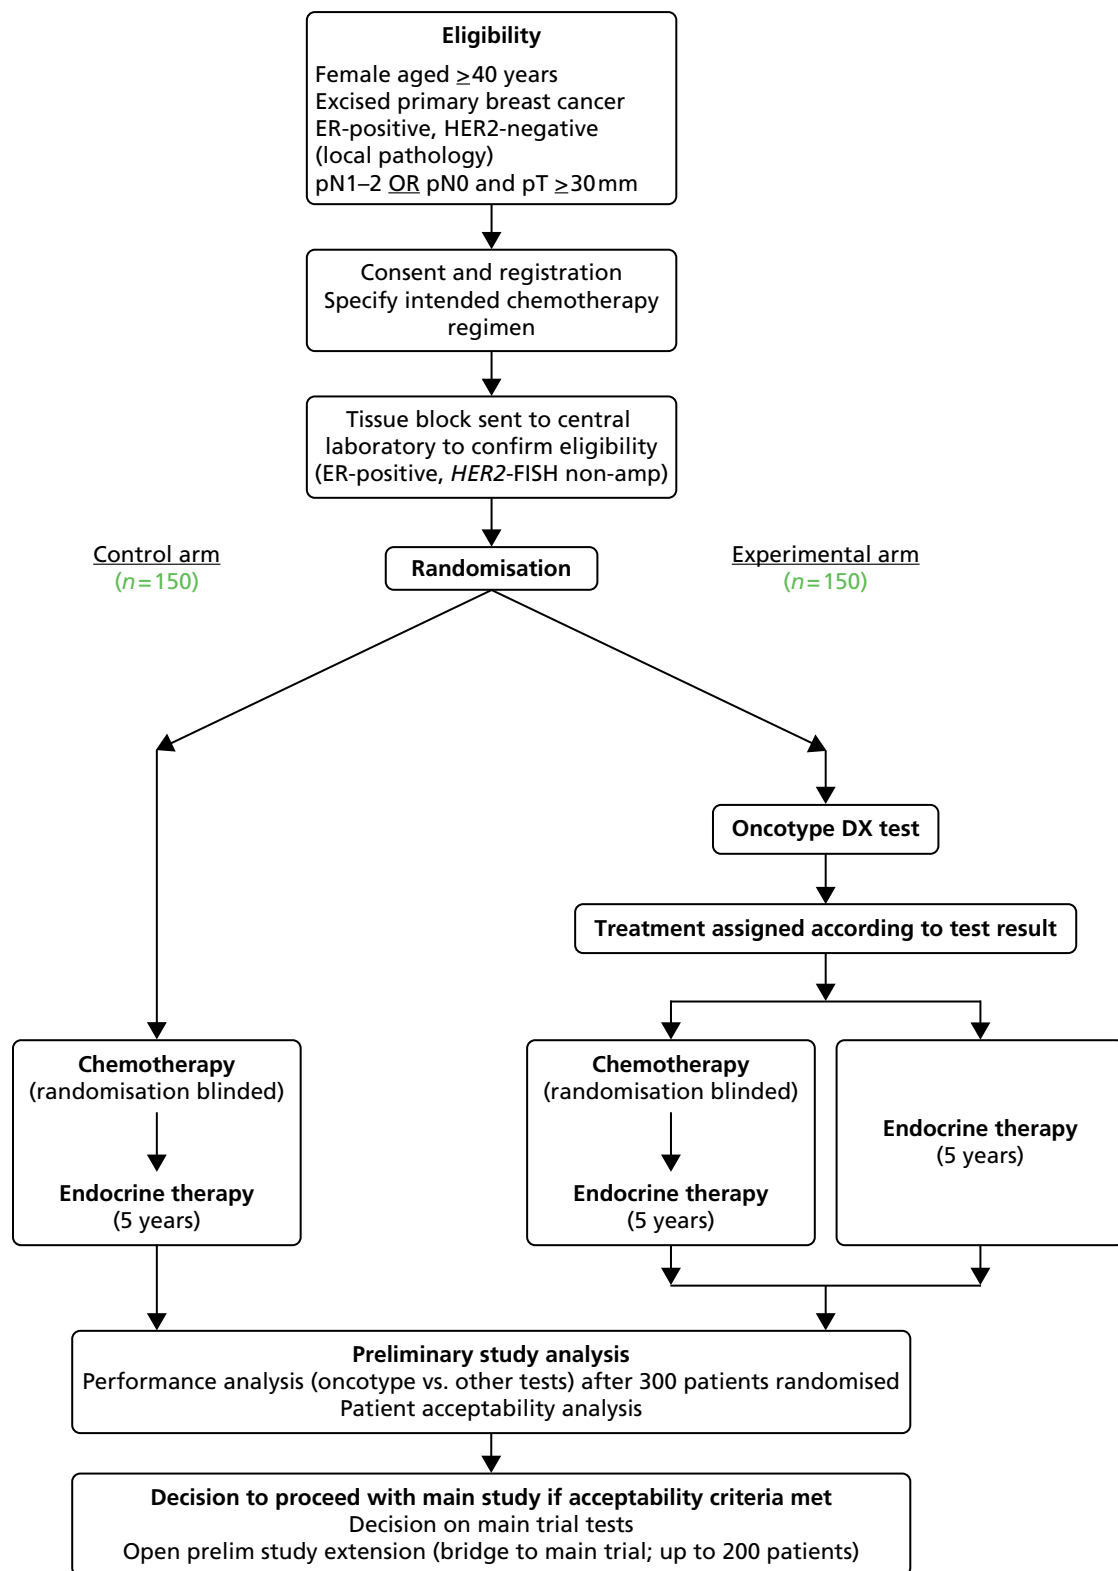 Eligibility
Female aged ≥40 years
Excised primary breast cancer
ER-positive, HER2-negative
(local pathology)
pN1–2 OR pN0 and pT ≥30mm
Consent and registration
Specify intended chemotherapy
regimen
Tissue block sent to central
laboratory to confirm eligibility
(ER-positive, HER2-FISH non-amp)
Control arm
(n=150)
Randomisation
Experimental arm
(n=150)
Oncotype DX test
Treatment assigned according to test result
Chemotherapy
(randomisation blinded)
Endocrine therapy
(5 years)
Chemotherapy
(randomisation blinded)
Endocrine therapy
(5 years)
Endocrine therapy
(5 years)
Preliminary study analysis
Performance analysis (oncotype vs. other tests) after 300 patients randomised
Patient acceptability analysis
Decision to proceed with main study if acceptability criteria met
Decision on main trial tests
Open prelim study extension (bridge to main trial; up to 200 patients)